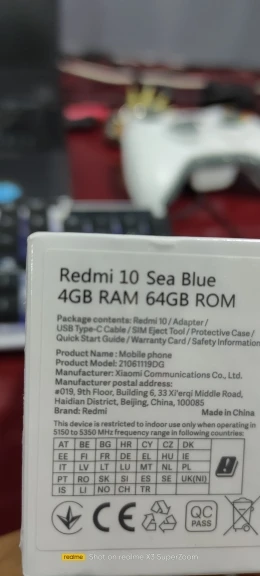 Redmi 10 Sea Blue
4GB RAM 64GB ROM
Package contents: Redmi 10 / Adapter /
USB Type-C Cable / SIM Eject Tool / Protective Case /
Quick Start Guide / Warranty Card / Safety Information
Product Name: Mobile phone
Product Model: 21061119DG
Manufacturer: Xiaomi Communications Co., Ltd.
Manufacturer postal address:
#019, 9th Floor, Building 6, 33 Xi'erqi Middle Road,
Haidian District, Beijing, China, 100085
Brand: Redmi Made in China
This device is restricted to indoor use only when operating in
5150 to 5350 MHz frequency range in following countries:
AT BE BG HR CY CZ DK
EE FI FR DE EL HU IE
IT LV LT LU MT NL PL
PT RO SK SI ES SE UK(NI)
IS LI NO CH TR
CE QC
PASS
realme Shot on realme X3 SuperZoom